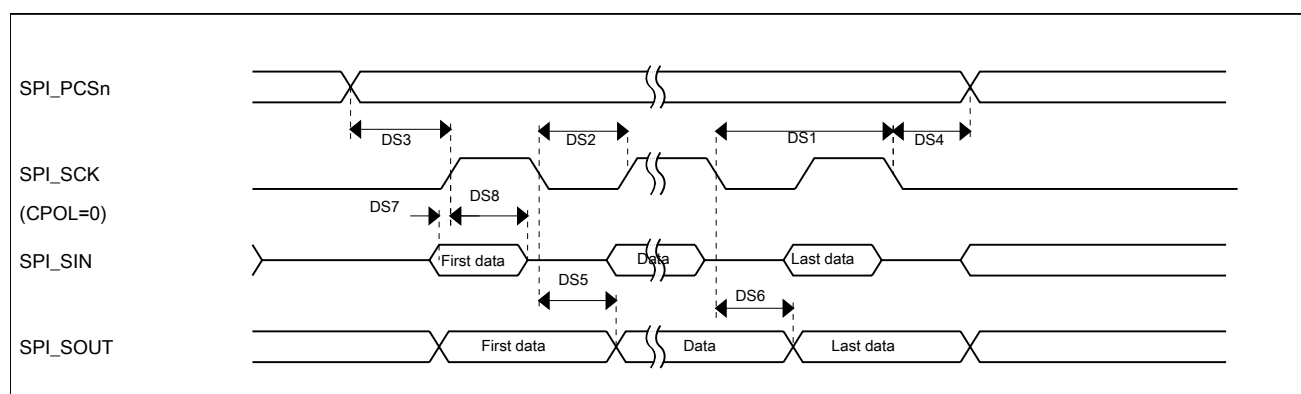 SPI_PCSn
DS3
DS2
DS1
DS4
SPI_SCK
(CPOL=0)
DS7
DS8
SPI_SIN
First data
Data
Last data
DS5
DS6
SPI_SOUT
First data
Data
Last data